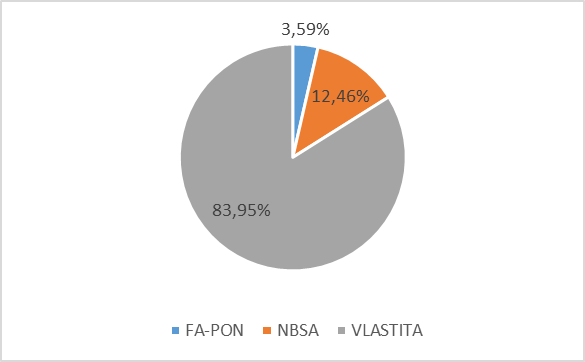 3,59%
12,46%
83,95%
FA-PON NBSA VLASTITA